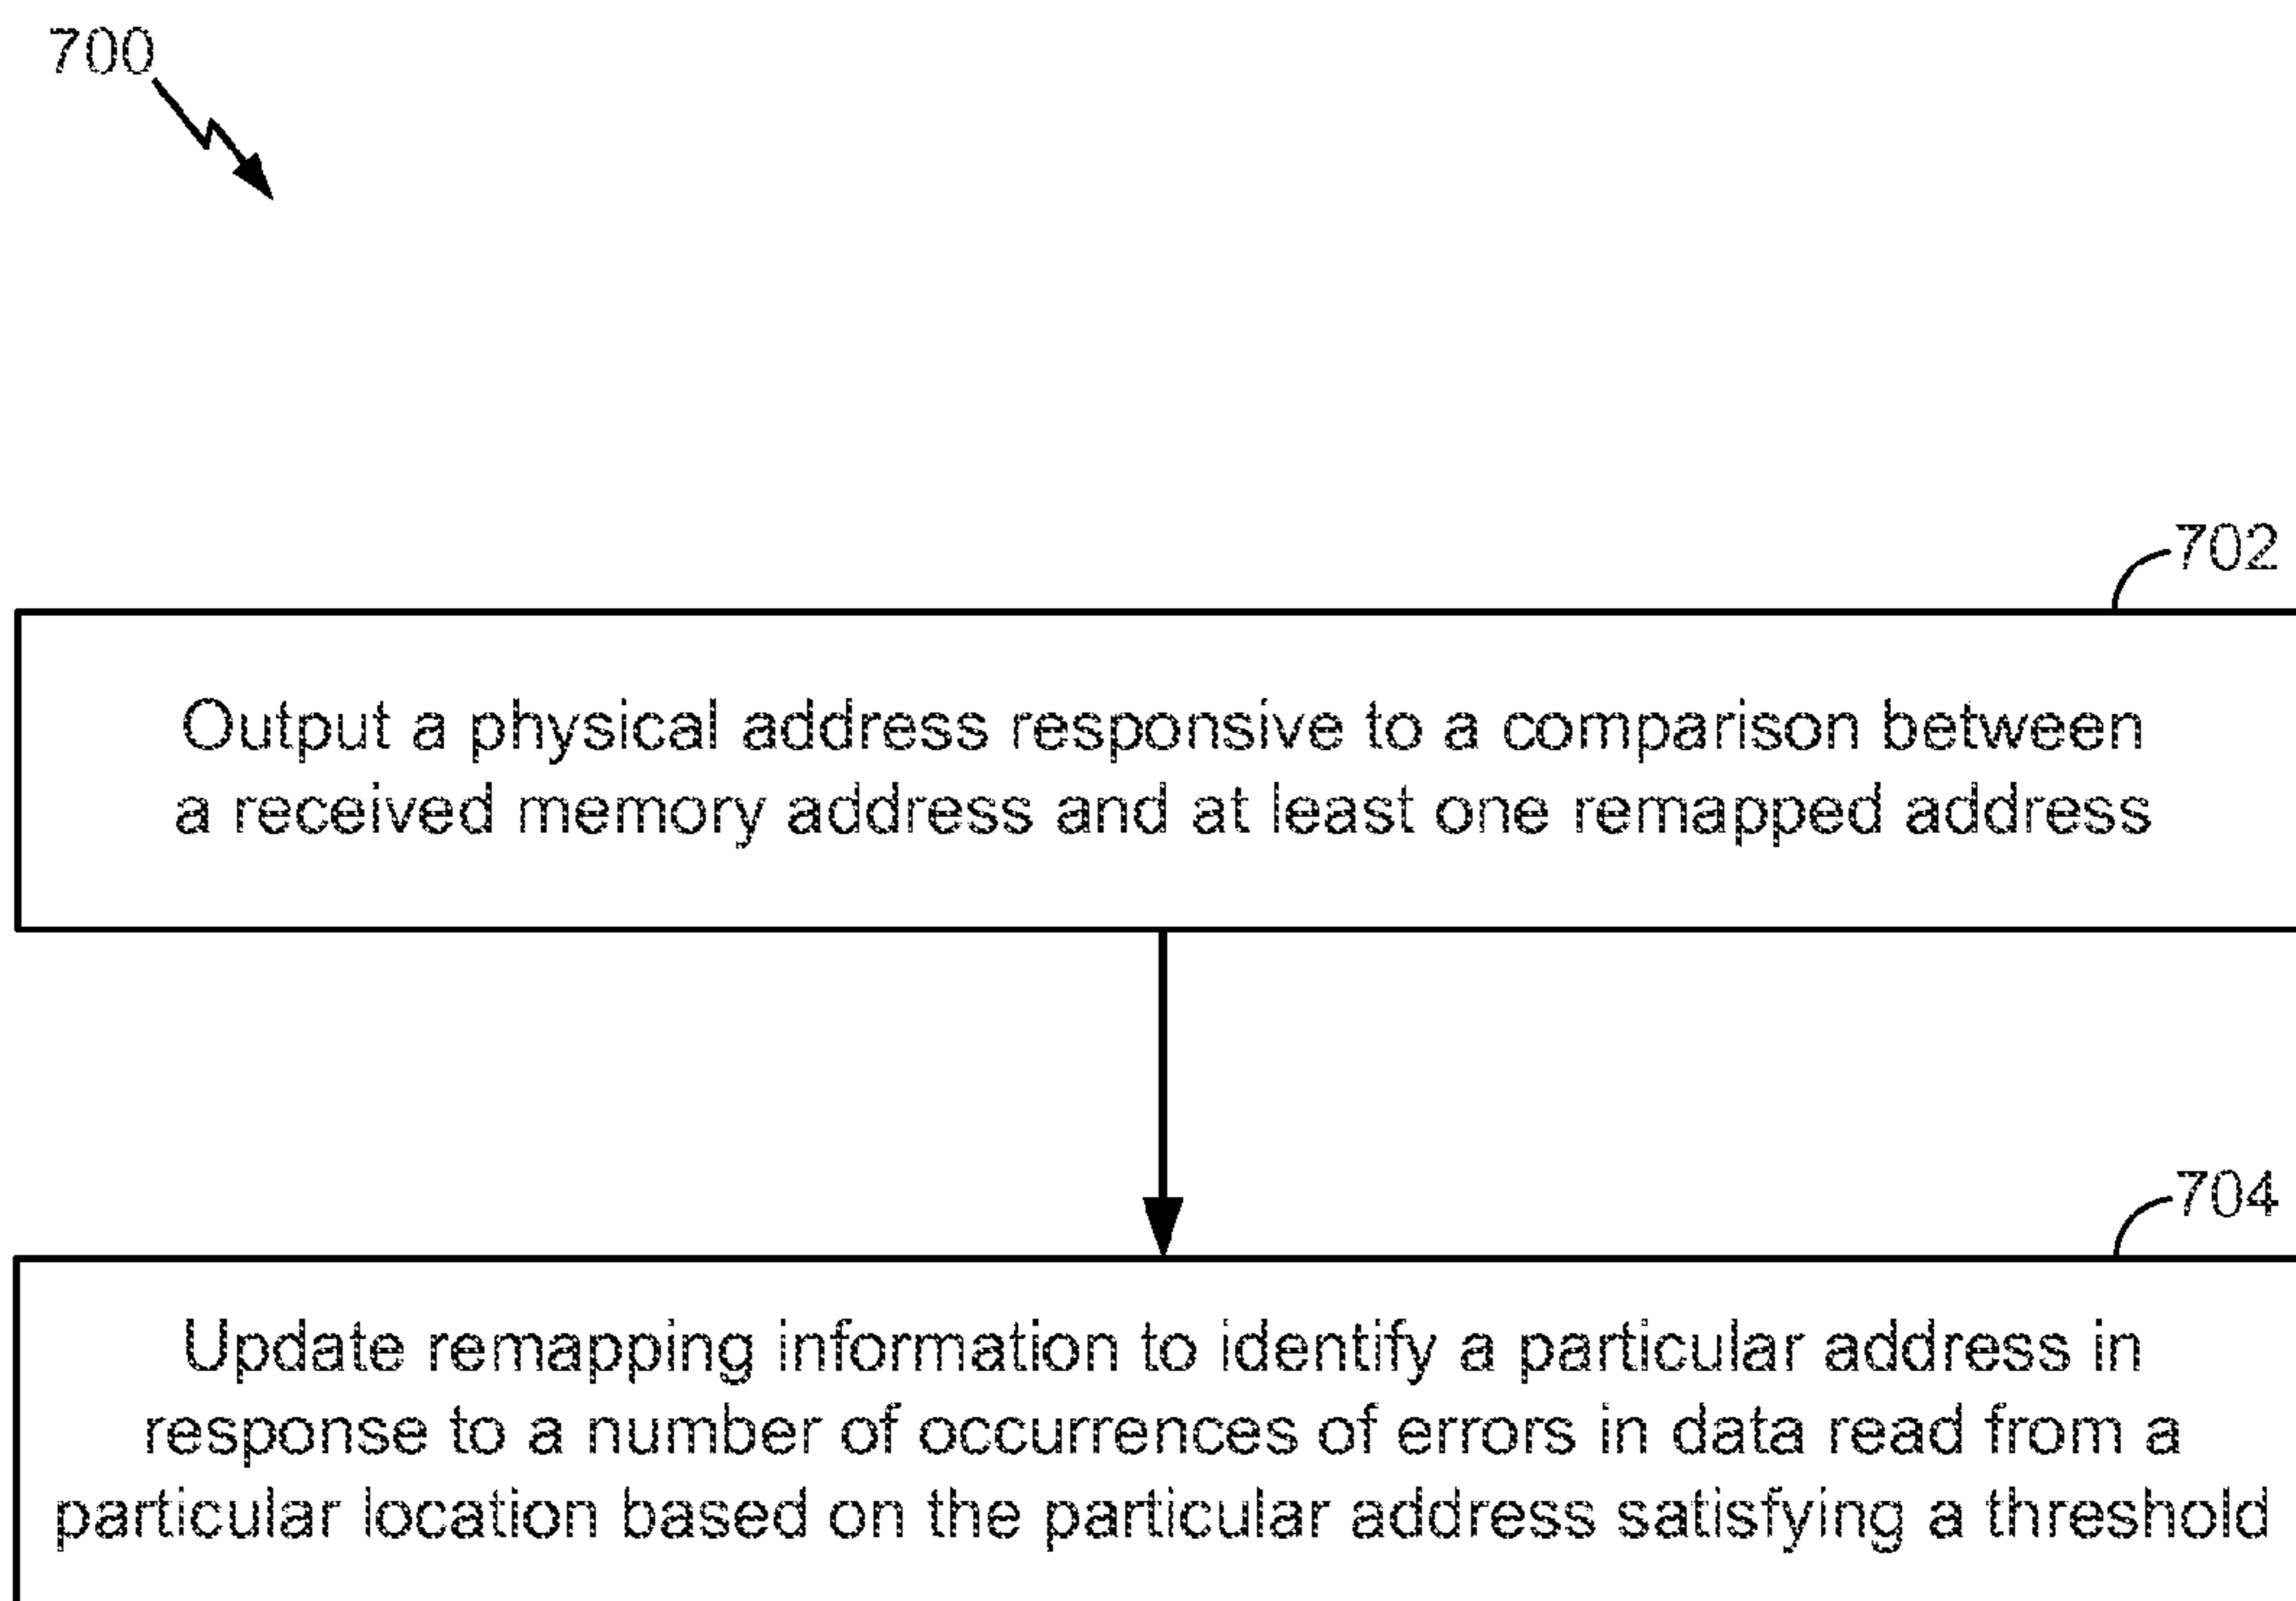 700
702
Output a physical address responsive to a comparison between
a received memory address and at least one remapped address
704
Update remapping information to identify a particular address in
response to a number of occurrences of errors in data read from a
particular location based on the particular address satisfying a threshold